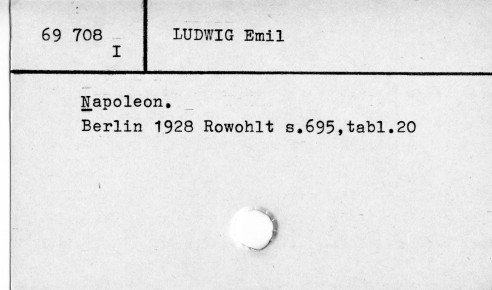 69 708
I
LUDWIG Emil
Napoleon.
Berlin 1928 Rowohlt s.695,tabl.20